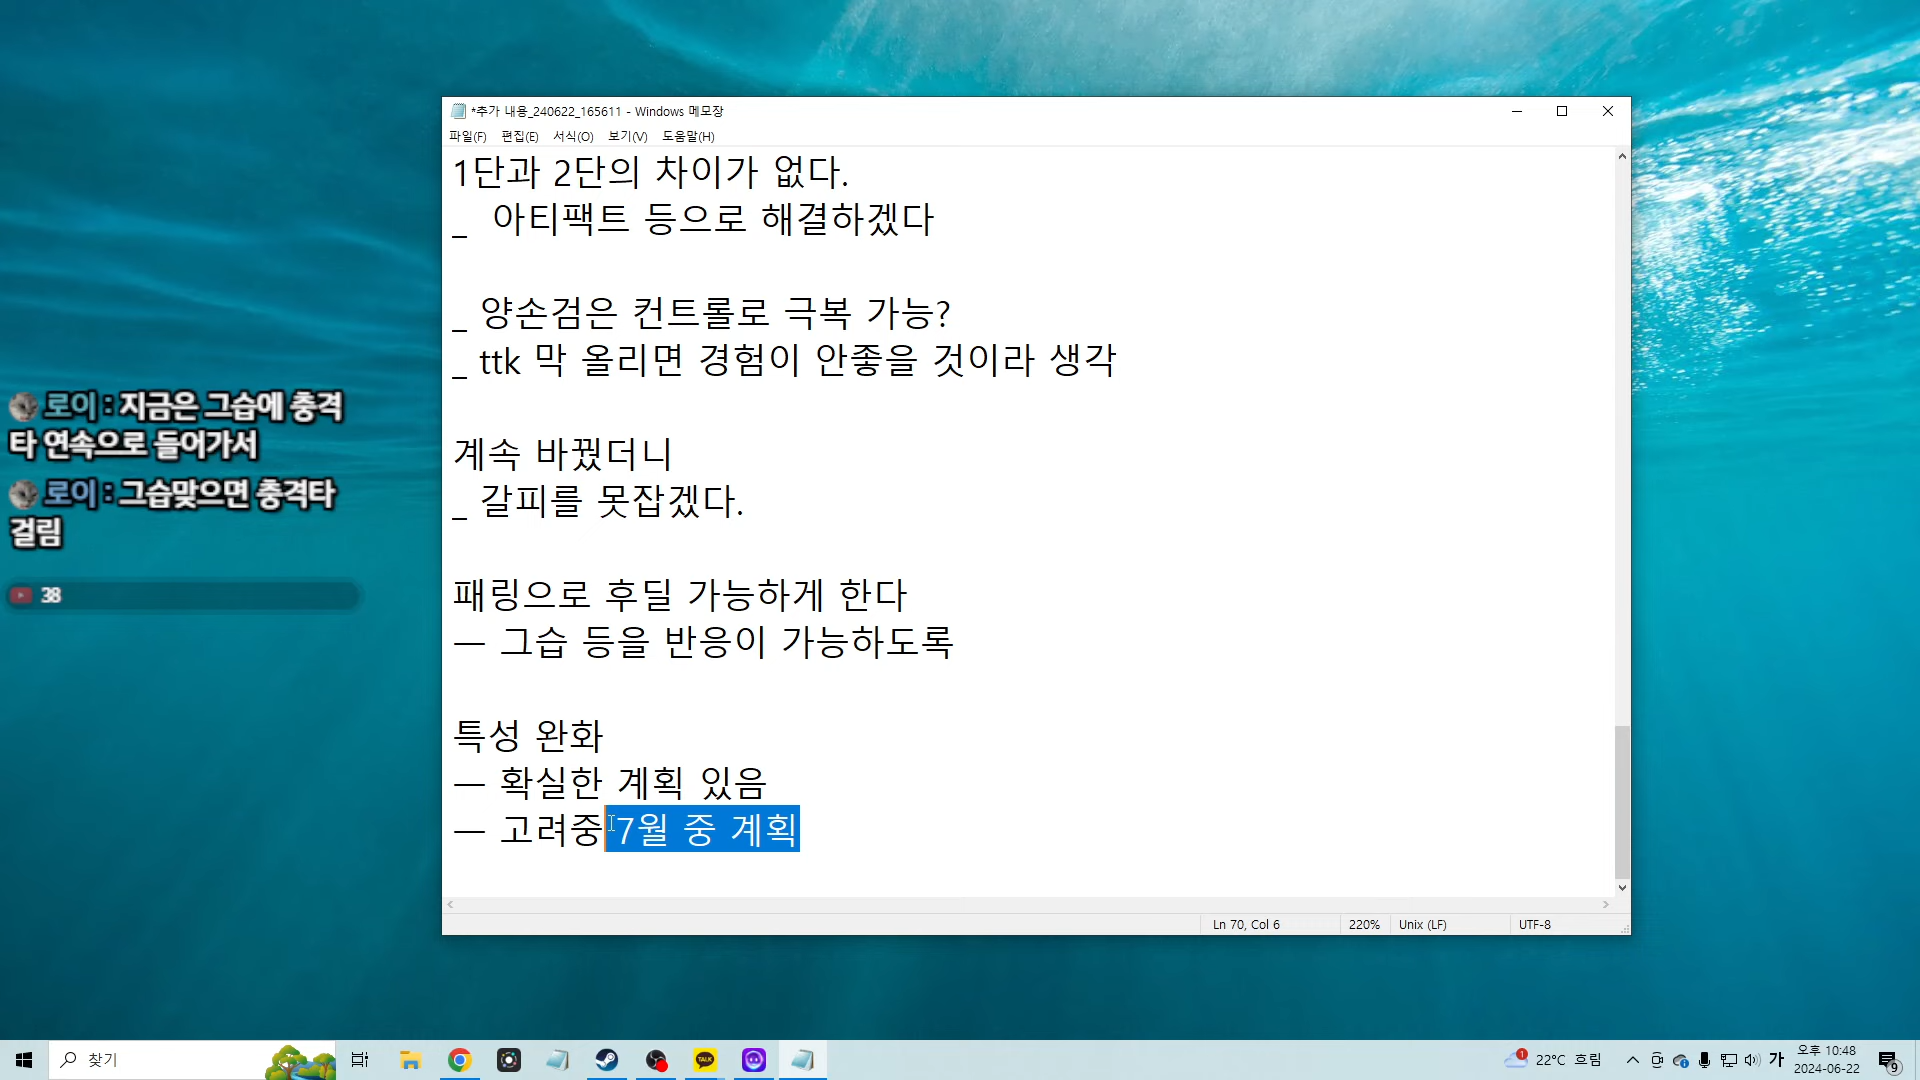 *추가 내용_240622_165611 - Windows 메모장
파일(F) 편집(E) 서식(O) 보기(V) 도움말(H)
1단과 2단의 차이가 없다.
_  아티팩트 등으로 해결하겠다
_ 양손검은 컨트롤로 극복 가능?
_ ttk 막 올리면 경험이 안좋을 것이라 생각
계속 바꿨더니
_ 갈피를 못잡겠다.
패링으로 후딜 가능하게 한다
ㅡ 그습 등을 반응이 가능하도록
특성 완화
ㅡ 확실한 계획 있음
ㅡ 고려중 7월 중 계획
Ln 70, Col 6
220%
Unix (LF)
UTF-8
로이 : 지금은 그습에 충격
타 연속으로 들어가서
로이 : 그습맞으면 충격타
걸림
38
찾기
TALK
1
22°C 흐림
가
오후 10:48
2024-06-22
9